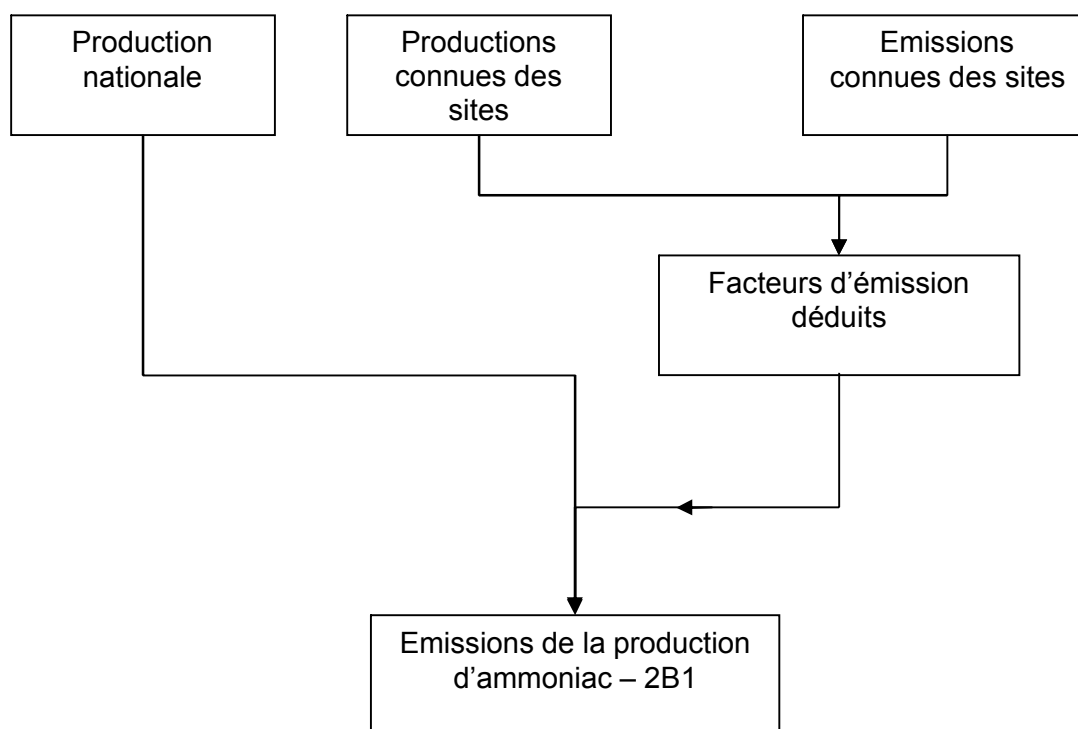 Production
nationale
Productions
connues des
sites
Emissions
connues des sites
Facteurs d’émission
déduits
Emissions de la production
d’ammoniac – 2B1